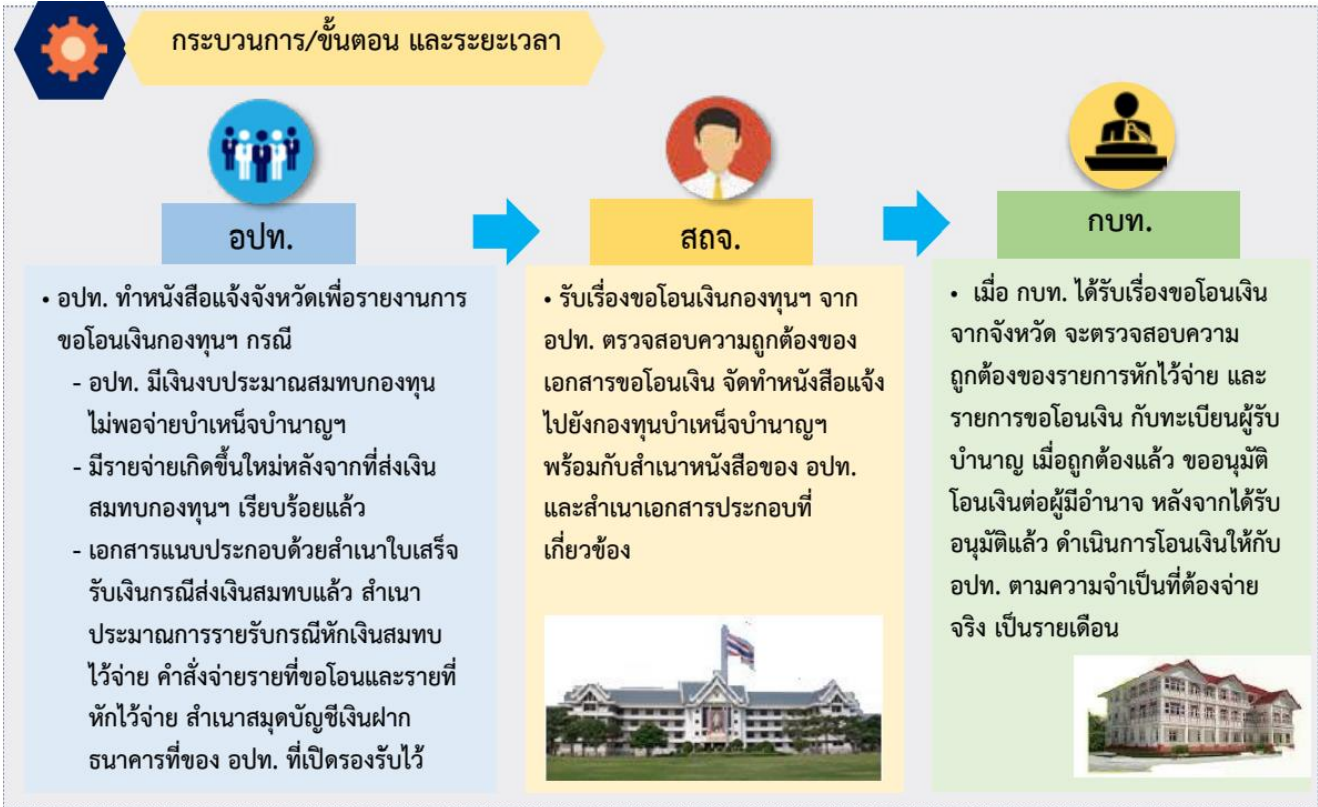 กระบวนการ/ขั้นตอน และระยะเวลา
อปท.
• อปท. ทำหนังสือแจ้งจังหวัดเพื่อรายงานการ
ขอโอนเงินกองทุนฯ กรณี
- อปท. มีเงินงบประมาณสมทบกองทุน
ไม่พอจ่ายบำเหน็จบำนาญฯ
- มีรายจ่ายเกิดขึ้นใหม่หลังจากที่ส่งเงิน
สมทบกองทุนฯ เรียบร้อยแล้ว
- เอกสารแนบประกอบด้วยสำเนาใบเสร็จ
รับเงินกรณีส่งเงินสมทบแล้ว สำเนา
ประมาณการรายรับกรณีหักเงินสมทบ
ไว้จ่าย คำสั่งจ่ายรายที่ขอโอนและรายที่
หักไว้จ่าย สำเนาสมุดบัญชีเงินฝาก
ธนาคารที่ของ อปท. ที่เปิดรองรับไว้
สถจ.
• รับเรื่องขอโอนเงินกองทุนฯ จาก
อปท. ตรวจสอบความถูกต้องของ
เอกสารขอโอนเงิน จัดทำหนังสือแจ้ง
ไปยังกองทุนบำเหน็จบำนาญฯ
พร้อมกับสำเนาหนังสือของ อปท.
และสำเนาเอกสารประกอบที่
เกี่ยวข้อง
กบท.
• เมื่อ กบท. ได้รับเรื่องขอโอนเงิน
จากจังหวัด จะตรวจสอบความ
ถูกต้องของรายการหักไว้จ่าย และ
รายการขอโอนเงิน กับทะเบียนผู้รับ
บำนาญ เมื่อถูกต้องแล้ว ขออนุมัติ
โอนเงินต่อผู้มีอำนาจ หลังจากได้รับ
อนุมัติแล้ว ดำเนินการโอนเงินให้กับ
อปท. ตามความจำเป็นที่ต้องจ่าย
จริง เป็นรายเดือน